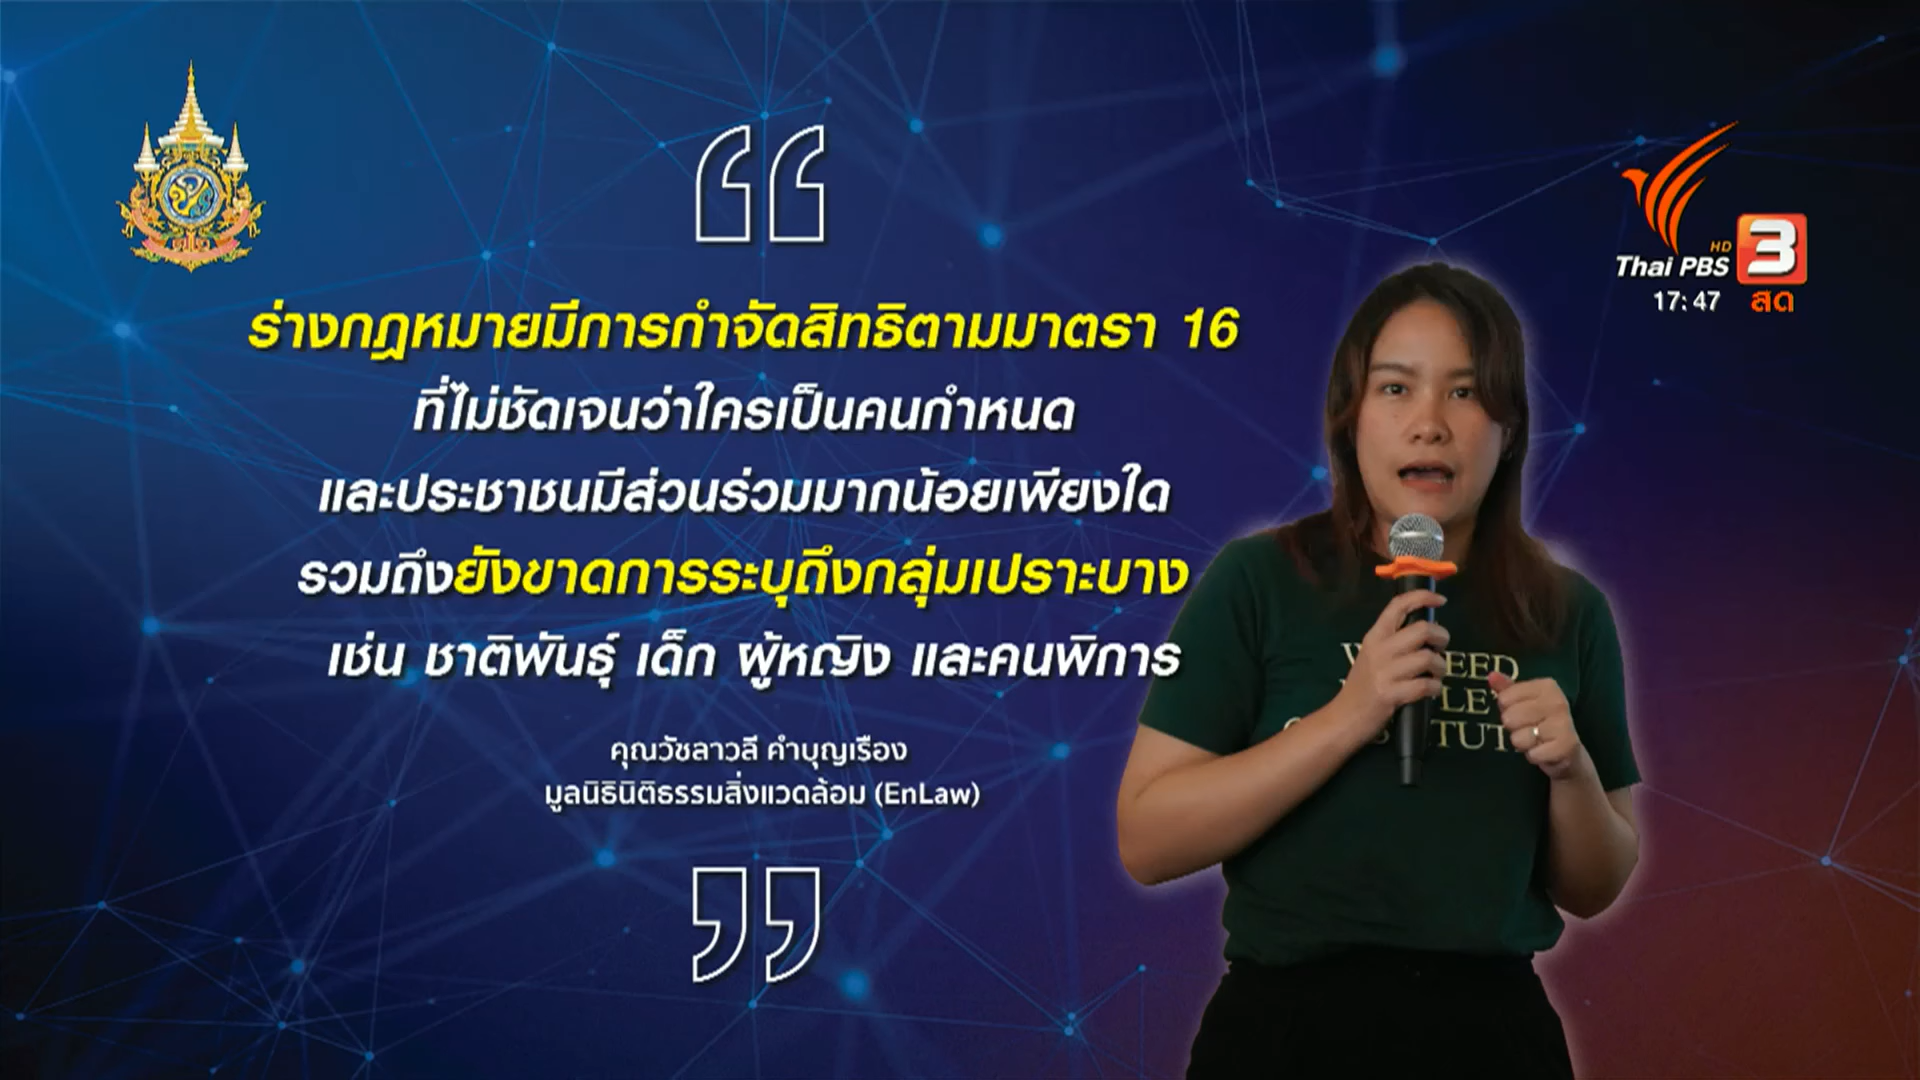 ร่างกฎหมายมีการกำจัดสิทธิตามมาตรา 16
ที่ไม่ชัดเจนว่าใครเป็นคนกำหนด
และประชาชนมีส่วนร่วมมากน้อยเพียงใด
รวมถึงยังขาดการระบุถึงกลุ่มเปราะบาง
เช่น ชาติพันธุ์ เด็ก ผู้หญิง และคนพิการ
คุณวัชลาวลี คำบุญเรือง
มูลนิธินิติธรรมสิ่งแวดล้อม (EnLaw)
HD
Thai PBS 3
17:47 สด